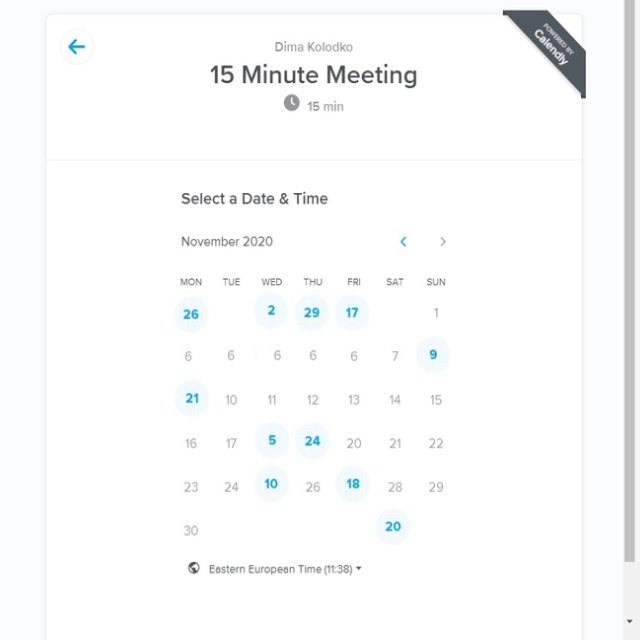 Dima Kolodko
15 Minute Meeting
15 min
POWERED BY
Calendly
Select a Date & Time
November 2020
MON TUE WED THU FRI SAT SUN
26 2 29 17 1
6 6 6 6 6 7 9
21 10 11 12 13 14 15
16 17 5 24 20 21 22
23 24 10 26 18 28 29
30 20
Eastern European Time (11:38)